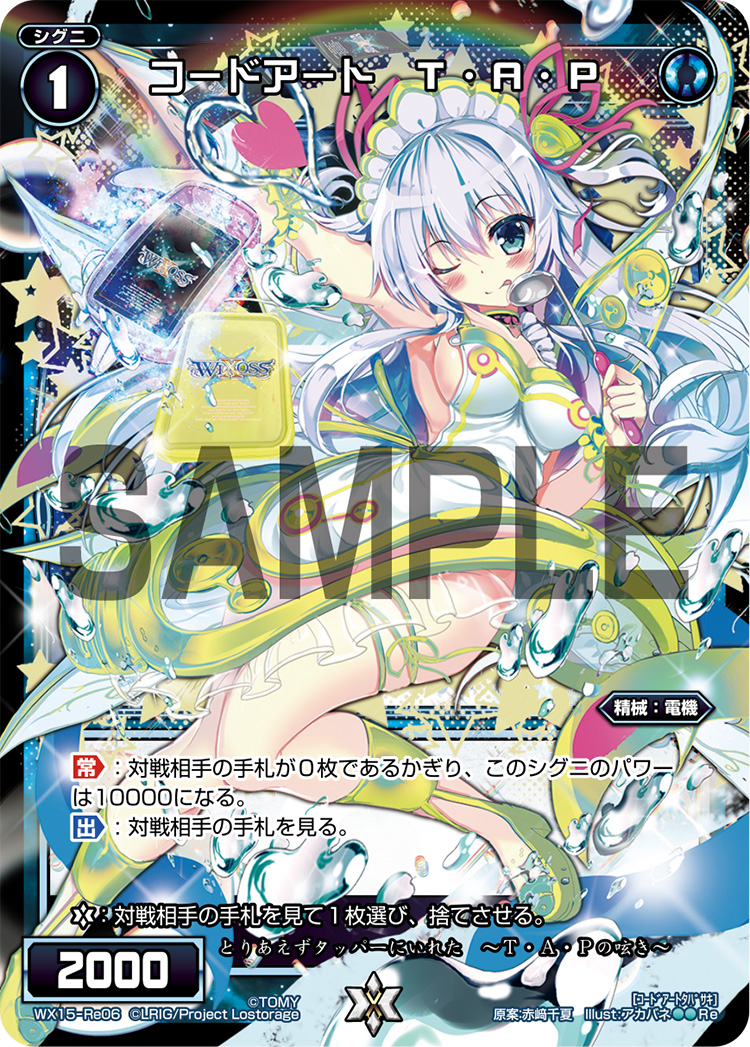 シグニ
1
コードアート T・A・P
WIXOSS
WIXOSS
SAMPLE
精械:電機
常:対戦相手の手札が0枚であるかぎり、このシグニのパワー
は10000になる。
出:対戦相手の手札を見る。
:対戦相手の手札を見て1枚選び、捨てさせる。
とりあえずタッパーにいれた ～T・A・Pの呟き～
2000
©TOMY
[コードアートタパサキ]
WX15-Re06 ©LRIG/Project Lostorage
原案:赤﨑千夏 Illust:アカバネ Re